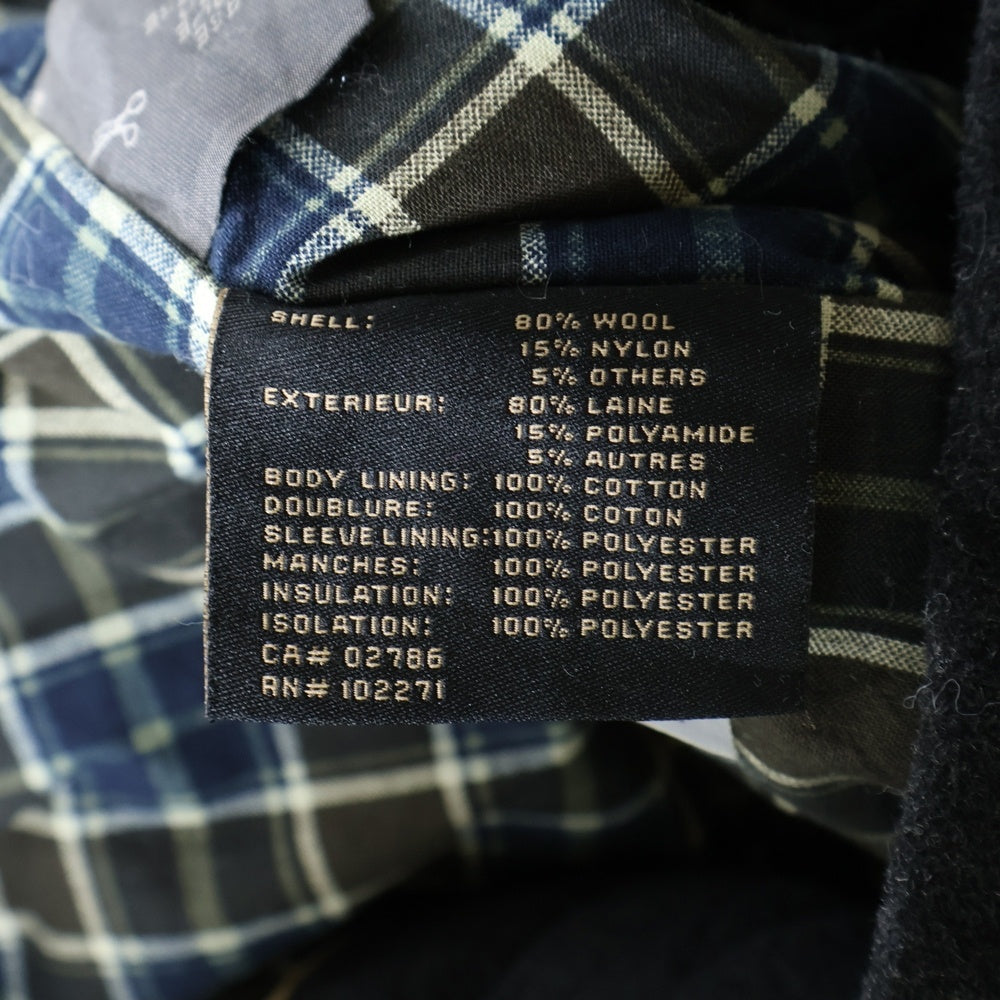 SHELL: 80% WOOL
15% NYLON
5% OTHERS
EXTERIEUR: 80% LAINE
15% POLYAMIDE
5% AUTRES
BODY LINING: 100% COTTON
DOUBLURE: 100% COTON
SLEEVE LINING: 100% POLYESTER
MANCHES: 100% POLYESTER
INSULATION: 100% POLYESTER
ISOLATION: 100% POLYESTER
CA# 02786
RN# 102271